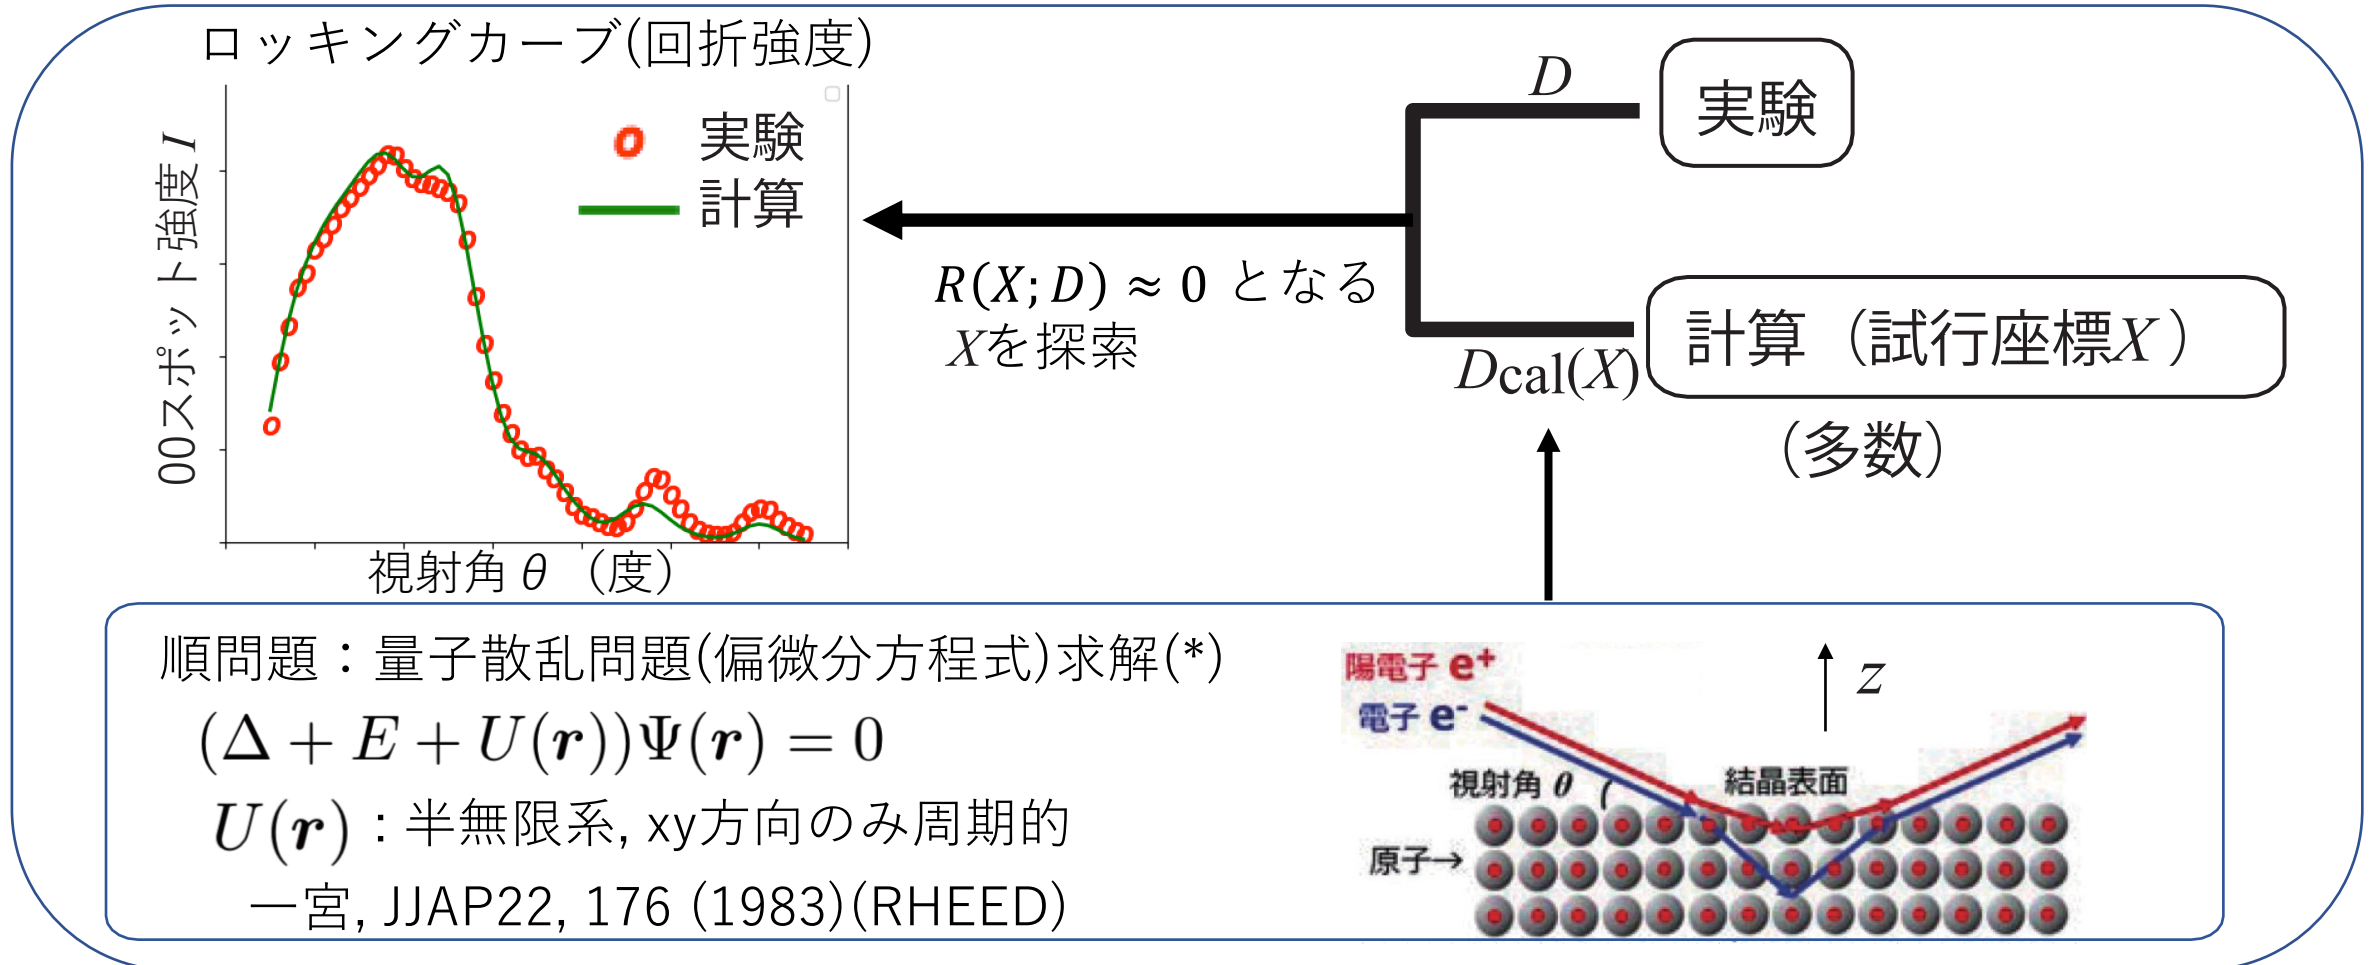 ロッキングカーブ(回折強度)
00スポット強度 I
実験
計算
視射角 θ （度）
D
実験
R(X; D) ≈ 0 となる
Xを探索
計算（試行座標X ）
Dcal(X)
（多数）
順問題：量子散乱問題(偏微分方程式)求解(*)
(Δ + E + U(r))Ψ(r) = 0
U(r)：半無限系, xy方向のみ周期的
一宮, JJAP22, 176 (1983)(RHEED)
陽電子 e+
電子 e-
z
視射角 θ
結晶表面
原子→